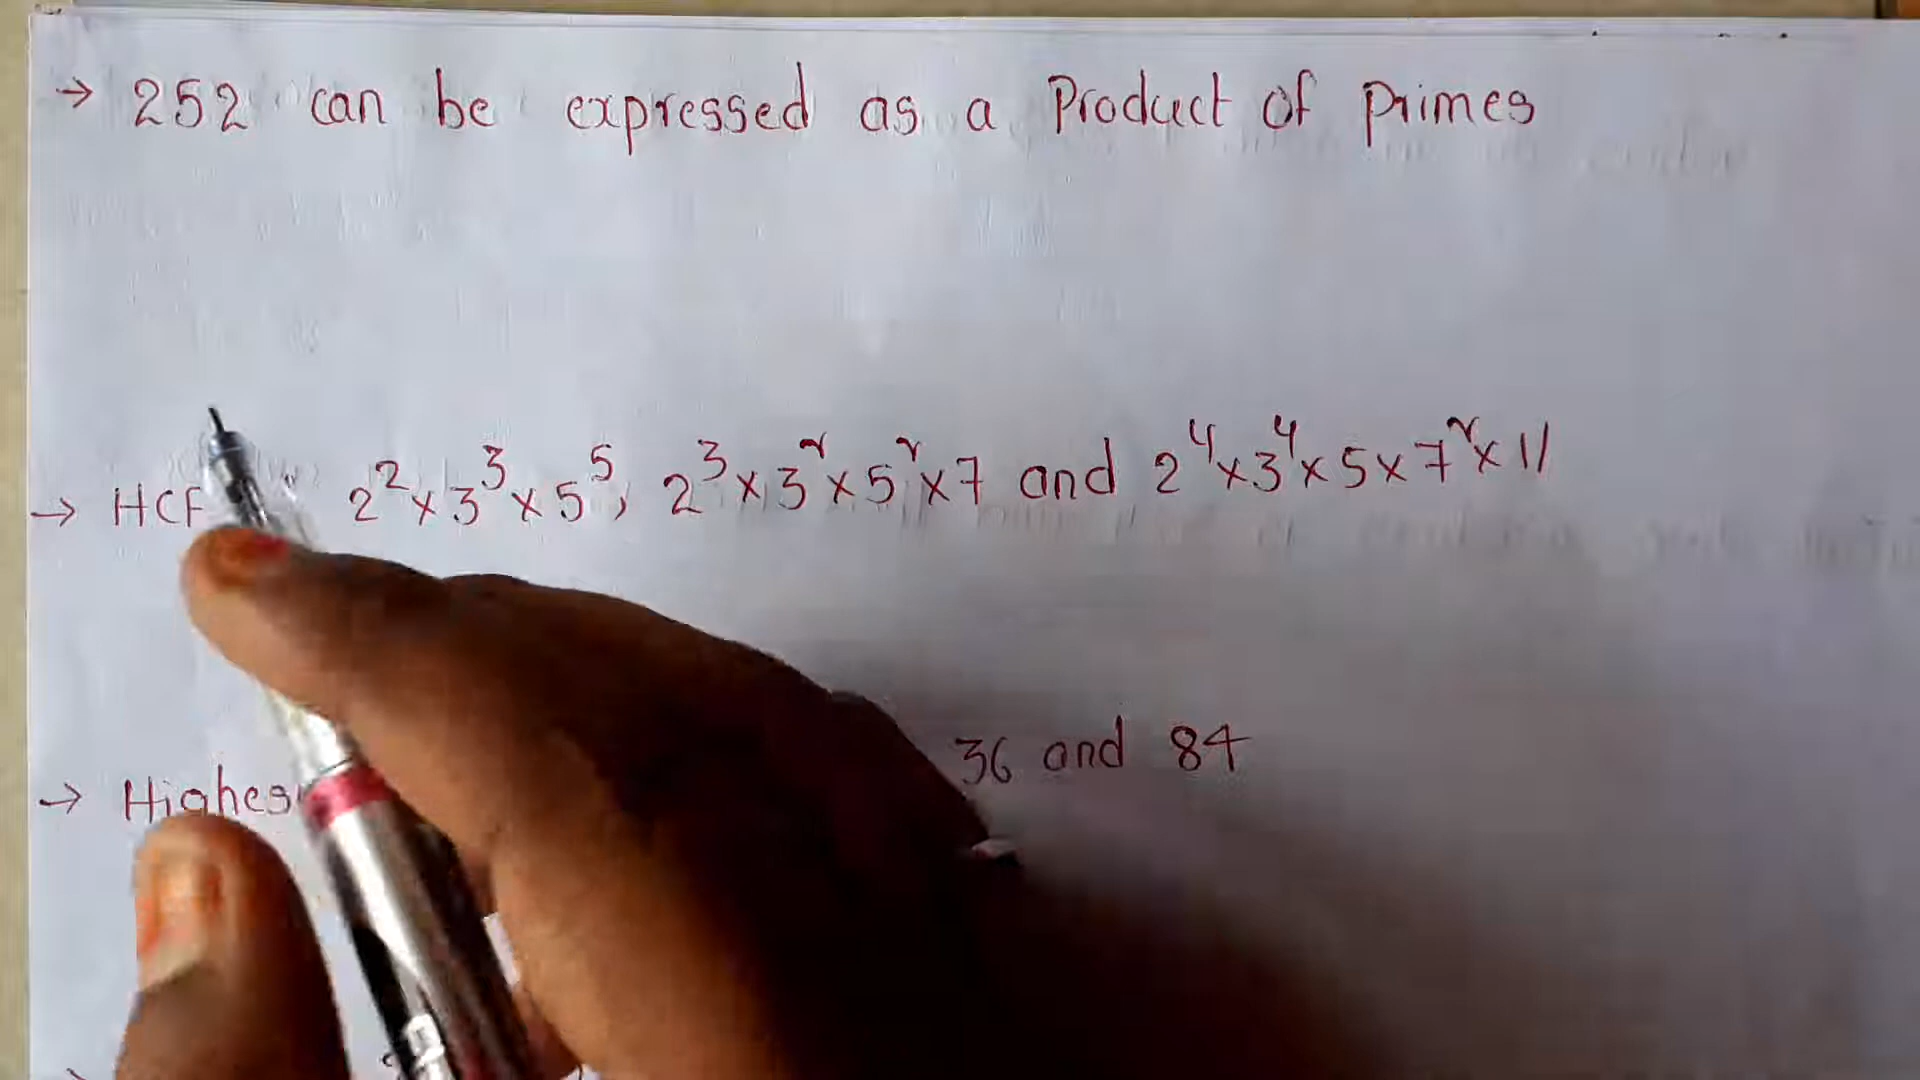 → 252 can be expressed as a Product of primes
→ HCF 2² × 3³ × 5⁵, 2³ × 3² × 5² × 7 and 2⁴ × 3⁴ × 5 × 7² × 11
→ Highes 36 and 84